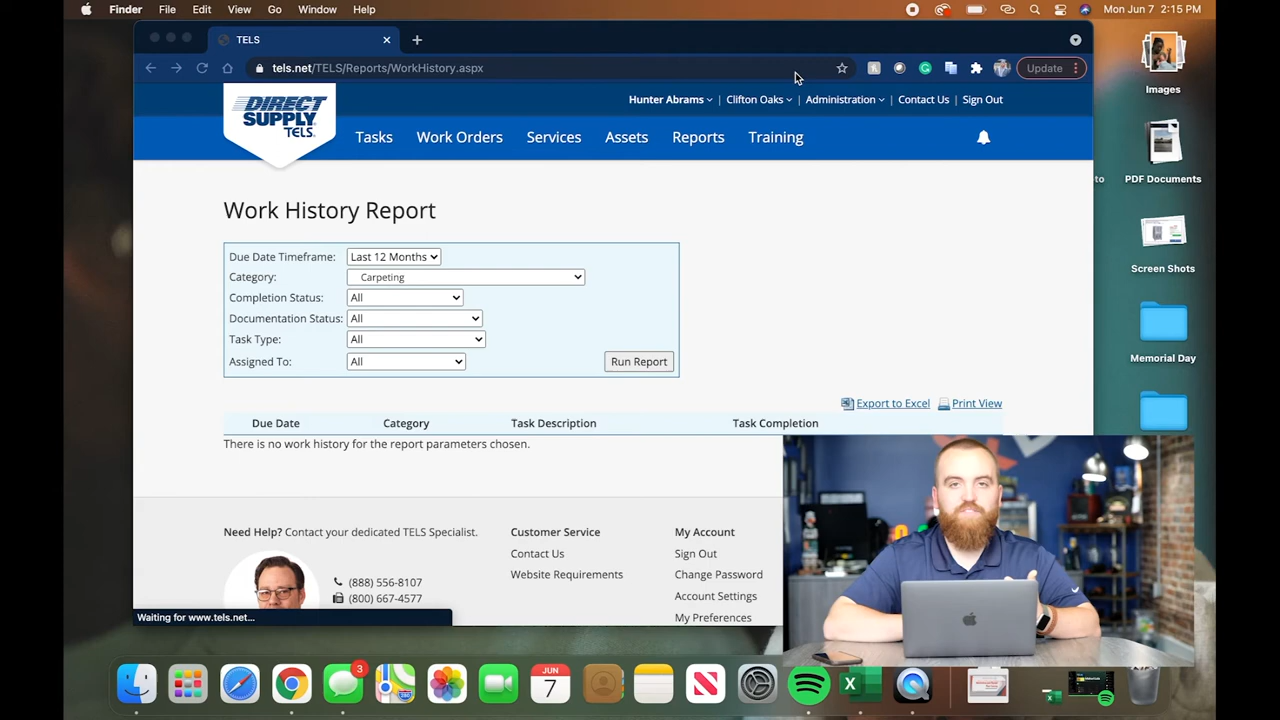 Finder File Edit View Go Window Help Mon Jun 7 2:15 PM
TELS
tels.net/TELS/Reports/WorkHistory.aspx Update
Images
PDF Documents
to
Screen Shots
Memorial Day
DIRECT SUPPLY TELS.
Hunter Abrams | Clifton Oaks | Administration | Contact Us | Sign Out
Tasks Work Orders Services Assets Reports Training
Work History Report
Due Date Timeframe: Last 12 Months
Category: Carpeting
Completion Status: All
Documentation Status: All
Task Type: All
Assigned To: All Run Report
Export to Excel Print View
Due Date Category Task Description Task Completion
There is no work history for the report parameters chosen.
Need Help? Contact your dedicated TELS Specialist. Customer Service My Account
Contact Us Sign Out
(888) 556-8107 Website Requirements Change Password
(800) 667-4577 Account Settings
My Preferences
Waiting for www.tels.net...
3
JUN
7